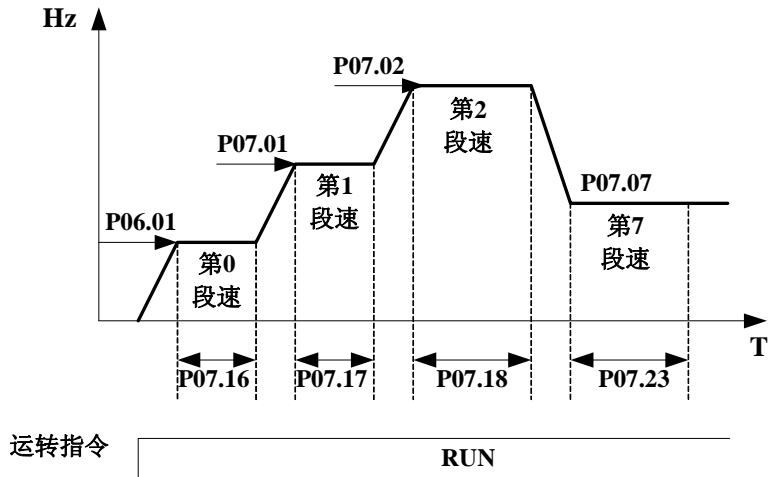 Hz
P07.02
第2
段速
P07.01
第1
段速
P07.07
P06.01
第0
段速
第7
段速
T
P07.16
P07.17
P07.18
P07.23
运转指令
RUN